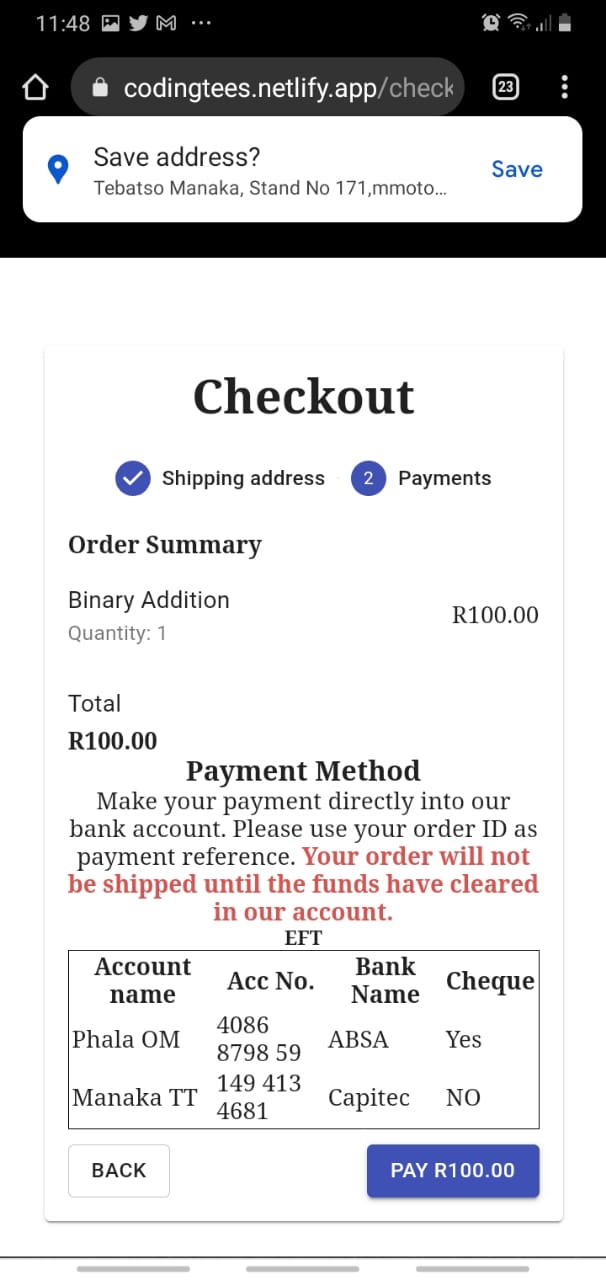 11:48
codingtees.netlify.app/check
23
Save address?
Tebatso Manaka, Stand No 171,mmoto...
Save
Checkout
Shipping address
2 Payments
Order Summary
Binary Addition
Quantity: 1
R100.00
Total
R100.00
Payment Method
Make your payment directly into our
bank account. Please use your order ID as
payment reference. Your order will not
be shipped until the funds have cleared
in our account.
EFT
Account name Acc No. Bank Name Cheque
Phala OM 4086 8798 59 ABSA Yes
Manaka TT 149 413 4681 Capitec NO
BACK
PAY R100.00